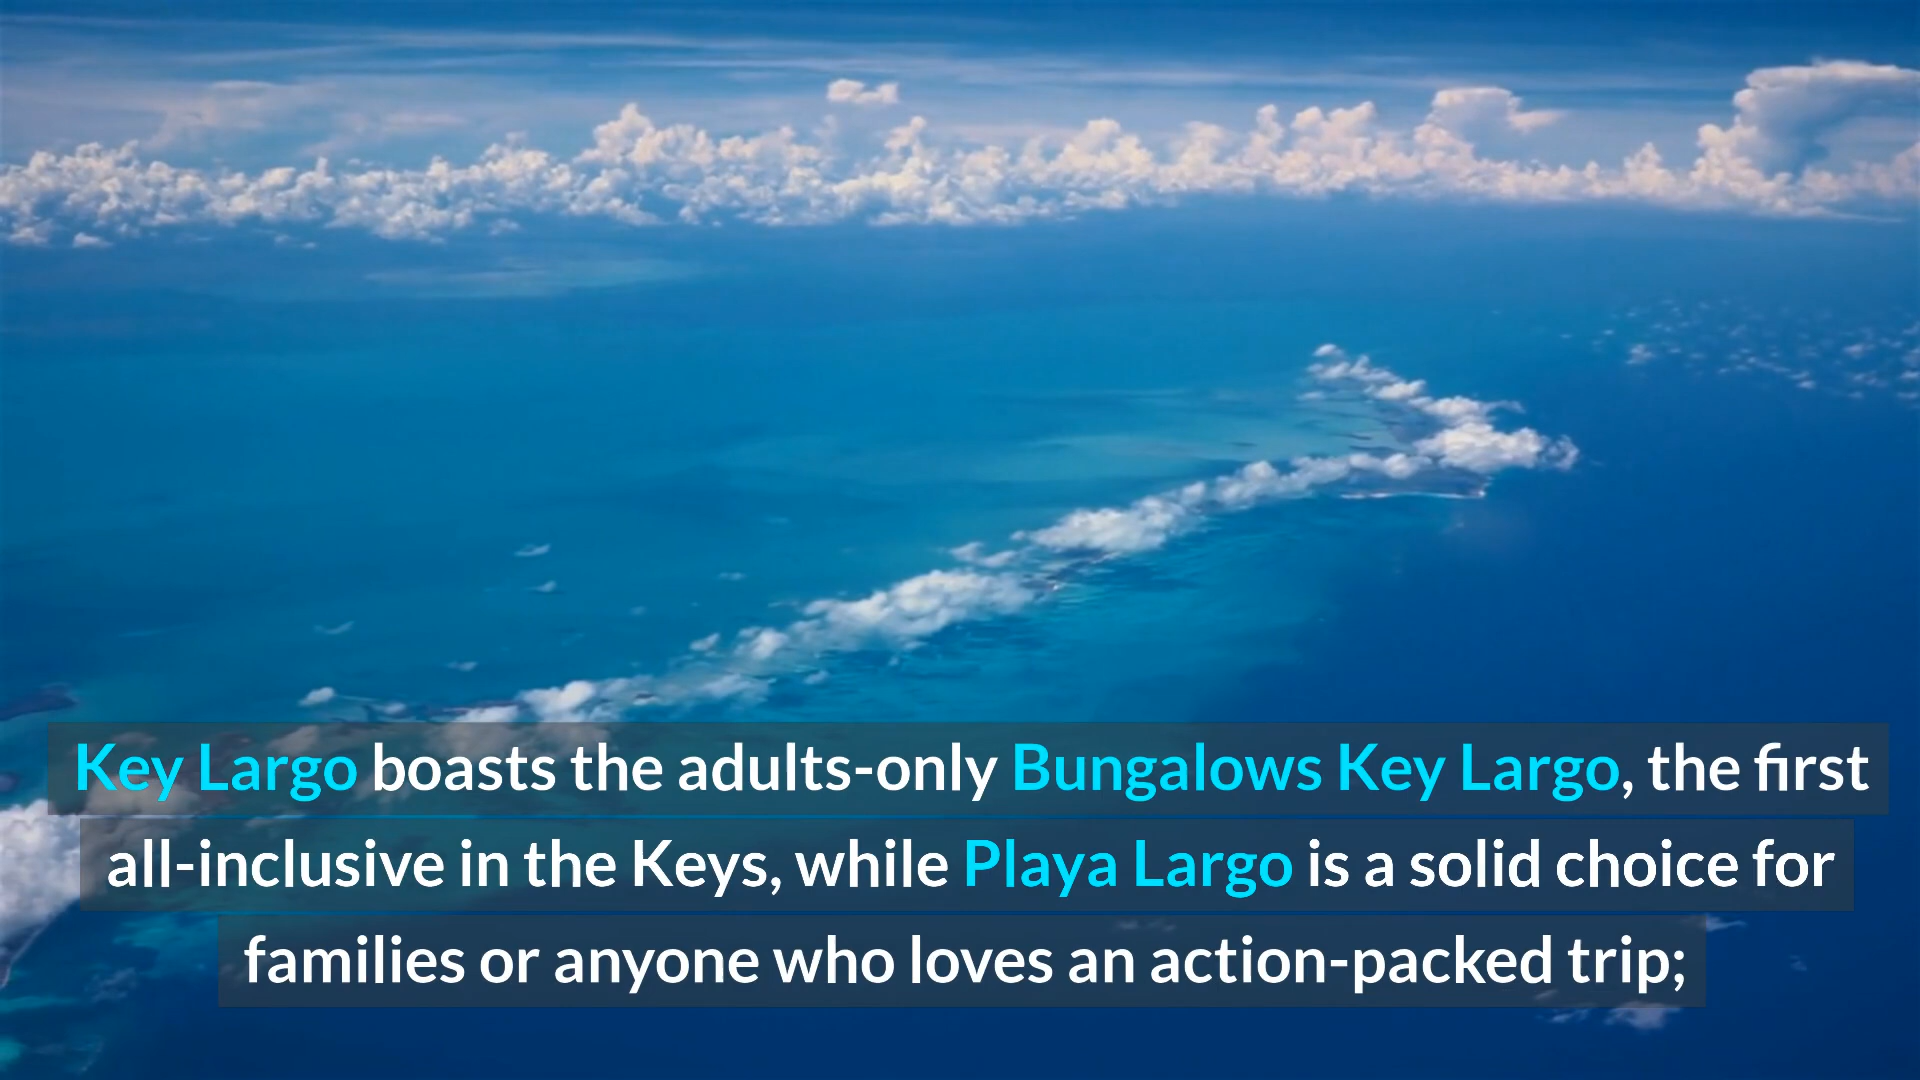 Key Largo boasts the adults-only Bungalows Key Largo, the first
all-inclusive in the Keys, while Playa Largo is a solid choice for
families or anyone who loves an action-packed trip;